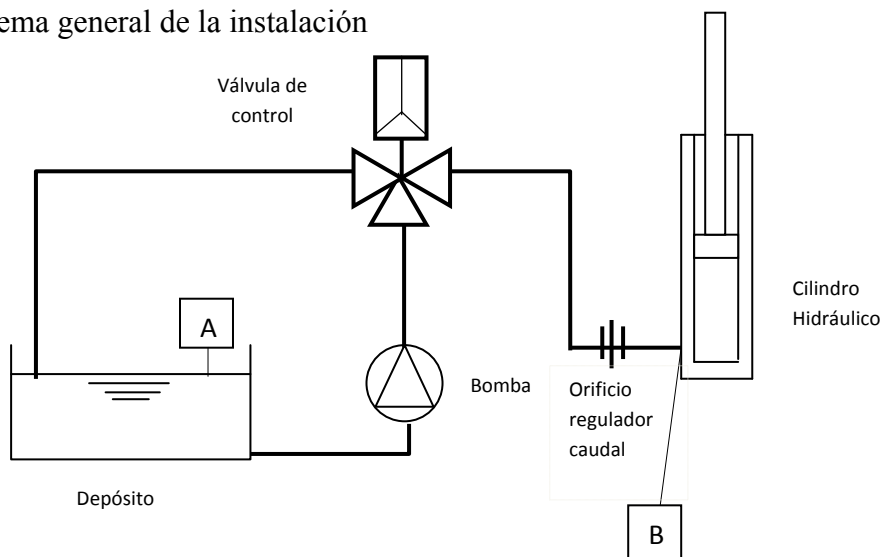 ema general de la instalación
Válvula de
control
A
Bomba
Orificio
regulador
caudal
Cilindro
Hidráulico
Depósito
B